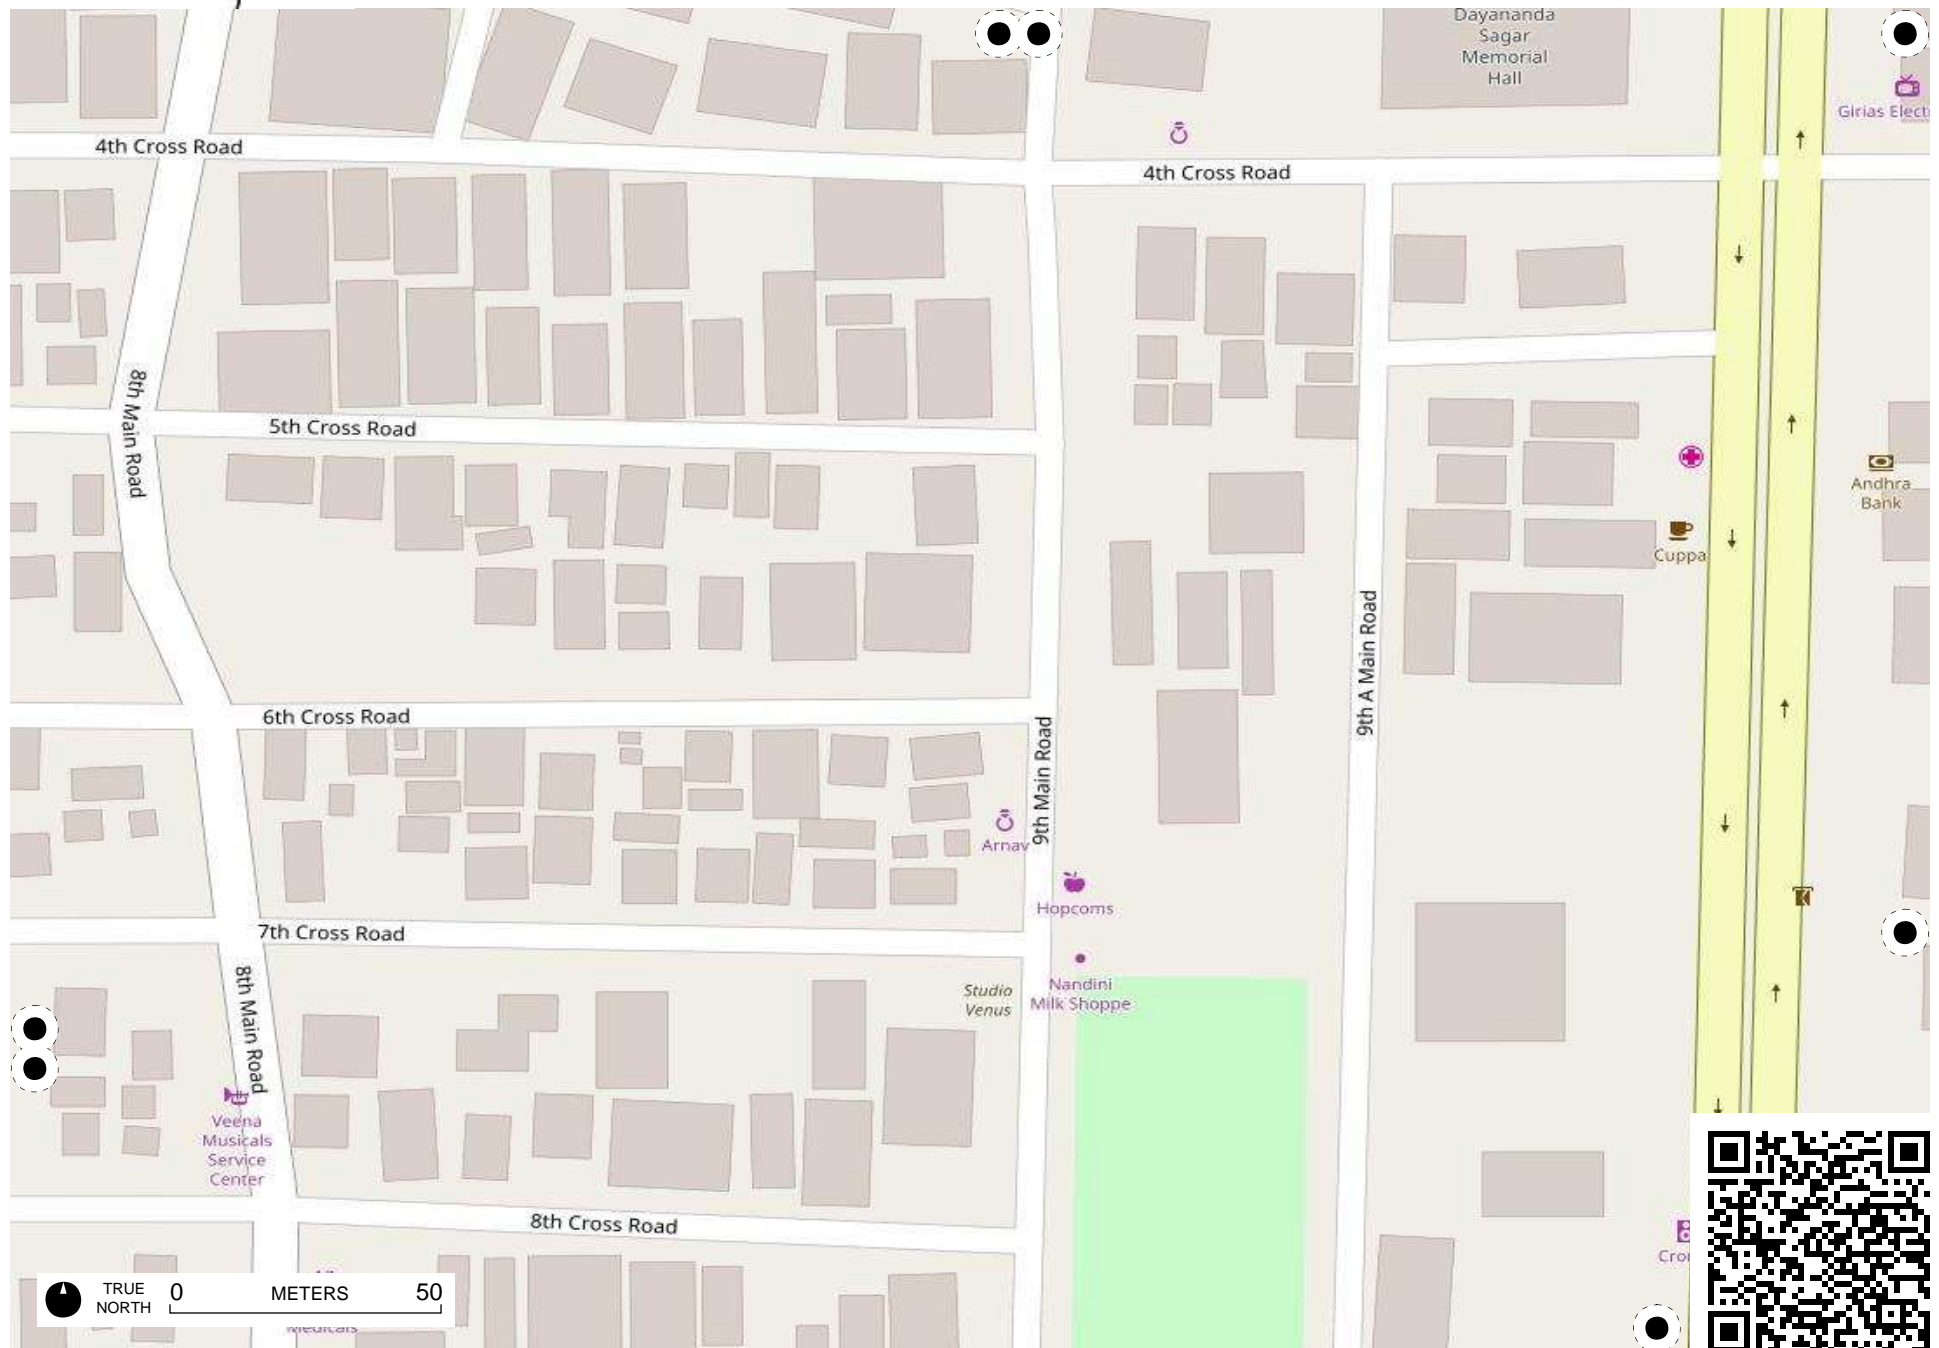 Dayananda
Sagar
Memorial
Hall
4th Cross Road
4th Cross Road
8th Main Road
5th Cross Road
Andhra
Bank
Cuppa
9th A Main Road
6th Cross Road
9th Main Road
Arnav
Hopcoms
7th Cross Road
8th Main Road
Studio
Venus
Nandini
Milk Shoppe
Veena
Musicals
Service
Center
8th Cross Road
TRUE
NORTH
0 METERS 50